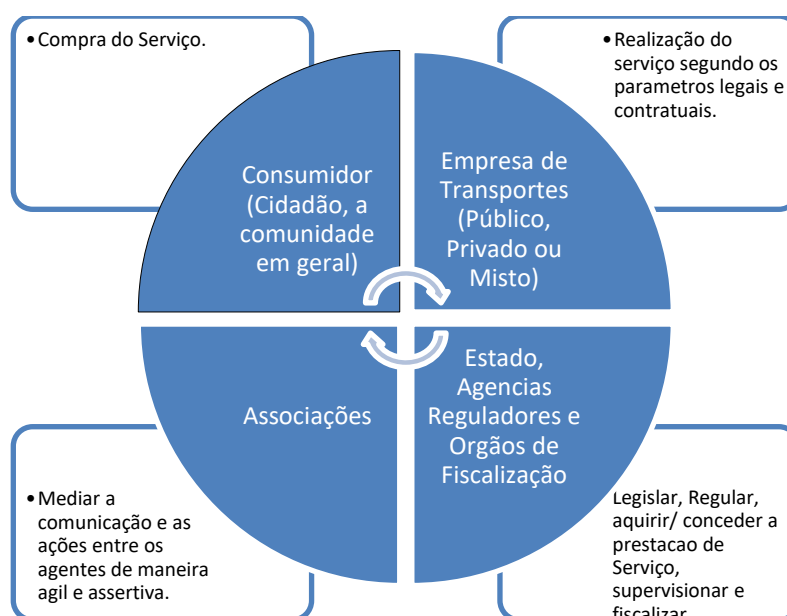 •Compra do Serviço.
•Realização do
serviço segundo os
parametros legais e
contratuais.
Consumidor
(Cidadão, a
comunidade
em geral)
Empresa de
Transportes
(Público,
Privado ou
Misto)
Associações
Estado,
Agencias
Reguladores e
Orgãos de
Fiscalização
•Mediar a
comunicação e as
ações entre os
agentes de maneira
agil e assertiva.
Legislar, Regular,
aquirir/ conceder a
prestacao de
Serviço,
supervisionar e
fiscalizar